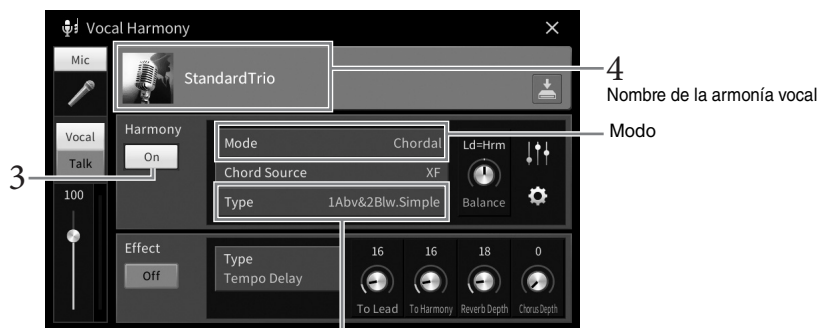 Vocal Harmony
Mic
StandardTrio
4
Nombre de la armonía vocal
Vocal
Talk
Harmony
On
3
Mode Chordal
Modo
Chord Source XF
Type 1Abv&2Blw.Simple
Ld=Hrm
Balance
100
Effect
Off
Type
Tempo Delay
16 16 18 0
To Lead To Harmony Reverb Depth Chorus Depth